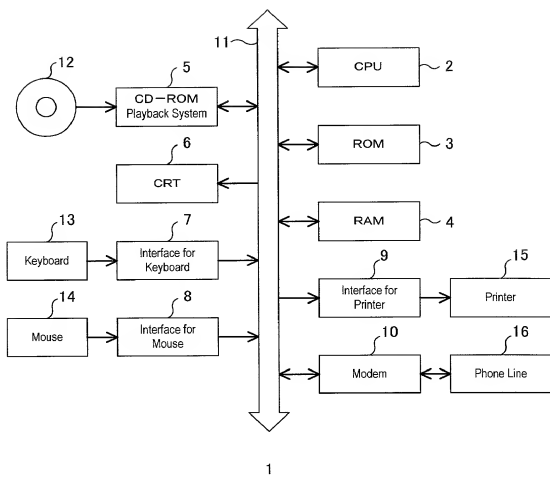 11
12
5
CD-ROM
Playback System
CPU
2
6
CRT
ROM
3
RAM
4
13
Keyboard
7
Interface for
Keyboard
9
Interface for
Printer
15
Printer
14
Mouse
8
Interface for
Mouse
10
Modem
16
Phone Line
1